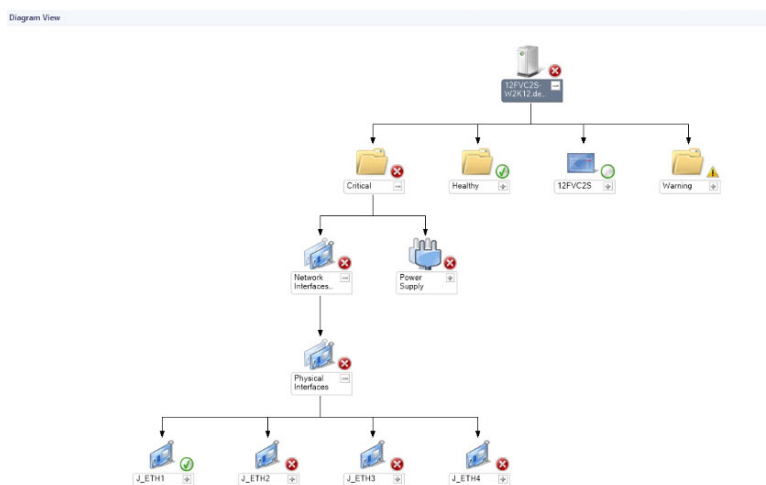 Diagram View
12FVC2S-
W2K12.de..
Critical
Healthy
12FVC2S
Warning
Network
Interfaces..
Power
Supply
Physical
Interfaces
J_ETH1
J_ETH2
J_ETH3
J_ETH4